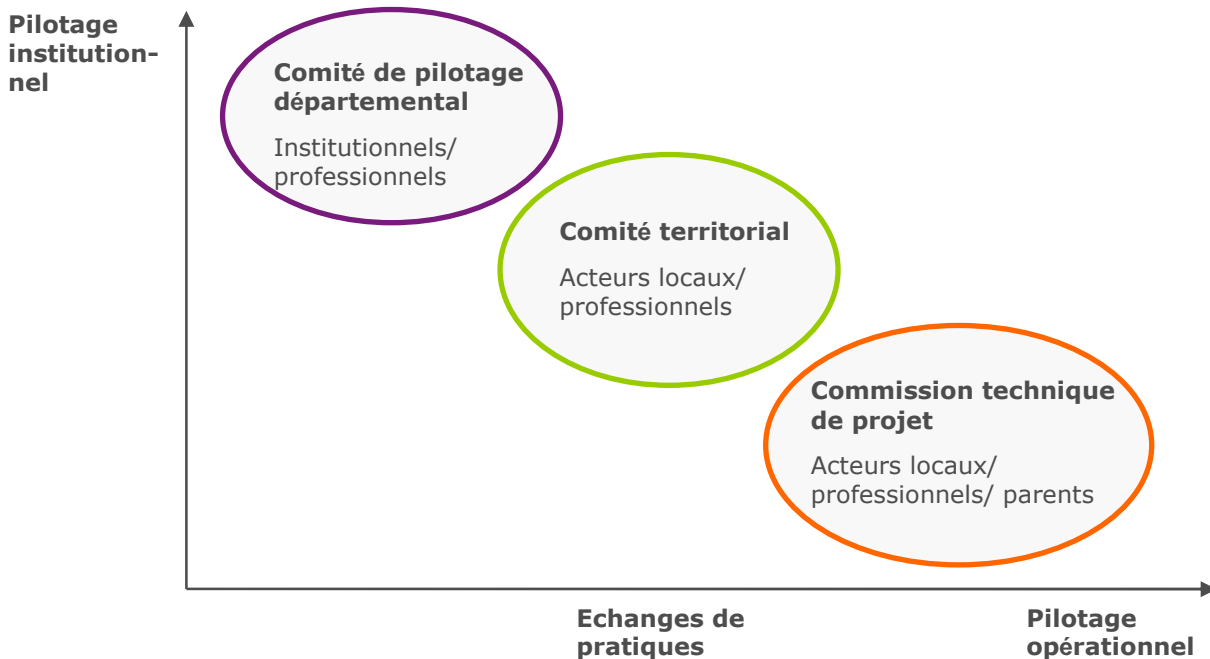 Pilotage
institution-
nel
Comité de pilotage
départemental
Institutionnels/
professionnels
Comité territorial
Acteurs locaux/
professionnels
Commission technique
de projet
Acteurs locaux/
professionnels/ parents
Echanges de
pratiques
Pilotage
opérationnel